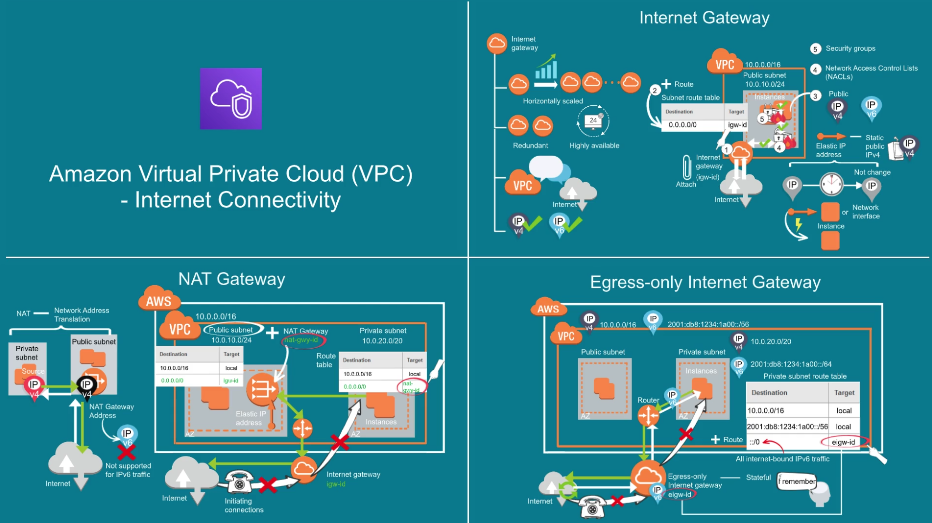 Amazon Virtual Private Cloud (VPC)
- Internet Connectivity
Internet Gateway
Internet
gateway
Horizontally scaled
Redundant
24
Highly available
VPC
Internet
IP
v4
IP
v6
2
+ Route
Subnet route table
Destination
Target
0.0.0.0/0
igw-id
VPC
10.0.0.0/16
Public subnet
10.0.10.0/24
Instances
5
4
1
Internet
gateway
(igw-id)
Attach
Internet
5
Security groups
4
Network Access Control Lists
(NACLs)
3
Public
IP
v4
IP
v6
Elastic IP
address
Static
public
IPv4
IP
v4
Not change
IP
IP
or
Network
interface
Instance
NAT Gateway
NAT
Network Address
Translation
Private
subnet
Public subnet
Source
IP
v4
IP
v4
NAT Gateway
Address
IP
v6
Not supported
for IPv6 traffic
Internet
AWS
VPC
10.0.0.0/16
Public subnet
10.0.10.0/24
+
NAT Gateway
nat-gwy-id
Private subnet
10.0.20.0/20
Route
table
Destination
Target
10.0.0.0/16
local
0.0.0.0/0
igw-id
Destination
Target
10.0.0.0/16
local
0.0.0.0/0
nat-
gwy-id
Elastic IP
address
AZ
Instances
AZ
Internet
Initiating
connections
Internet gateway
igw-id
Egress-only Internet Gateway
AWS
VPC
IP
v4
10.0.0.0/16
IP
v6
2001:db8:1234:1a00::/56
Public subnet
Private subnet
IP
v4
10.0.20.0/20
IP
v6
2001:db8:1234:1a00::/64
Instances
Private subnet route table
Destination
Target
10.0.0.0/16
local
2001:db8:1234:1a00::/56
local
::/0
eigw-id
+ Route
All internet-bound IPv6 traffic
AZ
AZ
Router
IP
v6
Internet
IP
v6
Egress-only
Internet gateway
eigw-id
Stateful
I remember